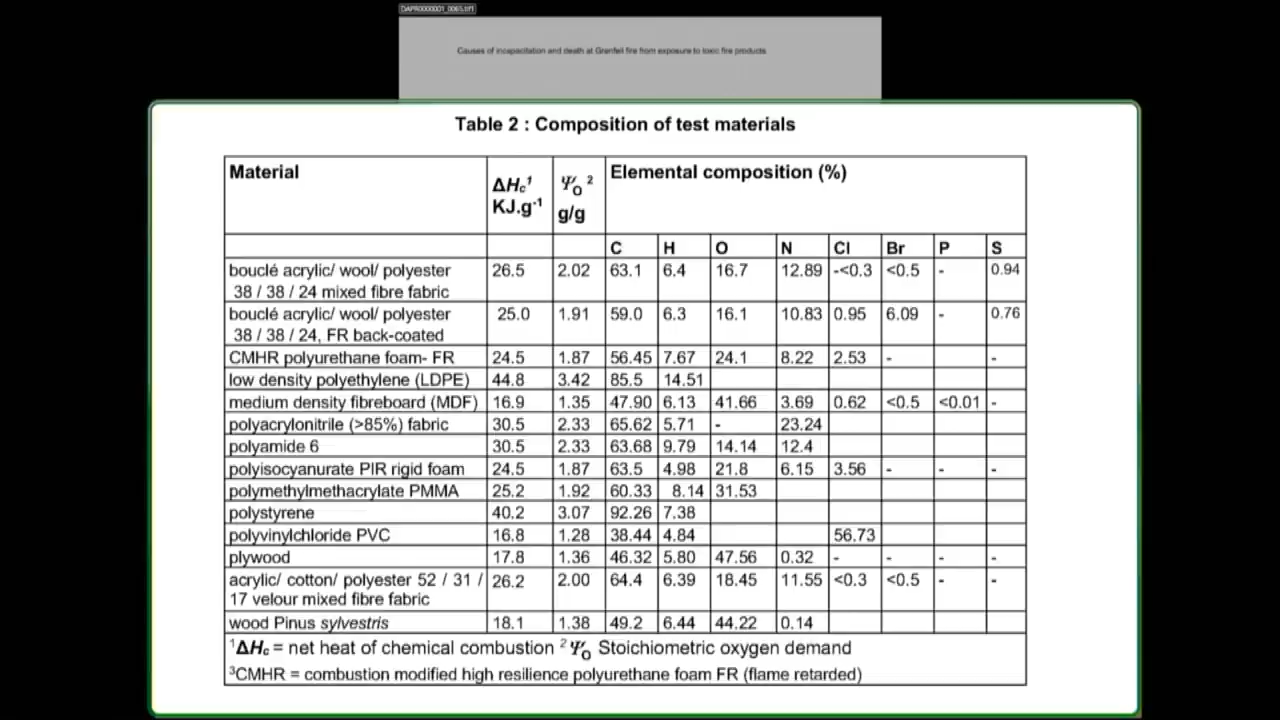 DAPR0000001_0065.tif
Causes of incapacitation and death at Grenfell fire from exposure to toxic fire products
Table 2 : Composition of test materials
Material ΔHc¹ KJ.g⁻¹ Ψo ² g/g Elemental composition (%)
C H O N Cl Br P S
bouclé acrylic/ wool/ polyester 26.5 2.02 63.1 6.4 16.7 12.89 -<0.3 <0.5 - 0.94
38 / 38 / 24 mixed fibre fabric
bouclé acrylic/ wool/ polyester 25.0 1.91 59.0 6.3 16.1 10.83 0.95 6.09 - 0.76
38 / 38 / 24, FR back-coated
CMHR polyurethane foam- FR 24.5 1.87 56.45 7.67 24.1 8.22 2.53 - -
low density polyethylene (LDPE) 44.8 3.42 85.5 14.51
medium density fibreboard (MDF) 16.9 1.35 47.90 6.13 41.66 3.69 0.62 <0.5 <0.01 -
polyacrylonitrile (>85%) fabric 30.5 2.33 65.62 5.71 - 23.24
polyamide 6 30.5 2.33 63.68 9.79 14.14 12.4
polyisocyanurate PIR rigid foam 24.5 1.87 63.5 4.98 21.8 6.15 3.56 - - -
polymethylmethacrylate PMMA 25.2 1.92 60.33 8.14 31.53
polystyrene 40.2 3.07 92.26 7.38
polyvinylchloride PVC 16.8 1.28 38.44 4.84 56.73
plywood 17.8 1.36 46.32 5.80 47.56 0.32 - - - -
acrylic/ cotton/ polyester 52 / 31 / 26.2 2.00 64.4 6.39 18.45 11.55 <0.3 <0.5 - -
17 velour mixed fibre fabric
wood Pinus sylvestris 18.1 1.38 49.2 6.44 44.22 0.14
¹ΔHc = net heat of chemical combustion ²Ψo Stoichiometric oxygen demand
³CMHR = combustion modified high resilience polyurethane foam FR (flame retarded)